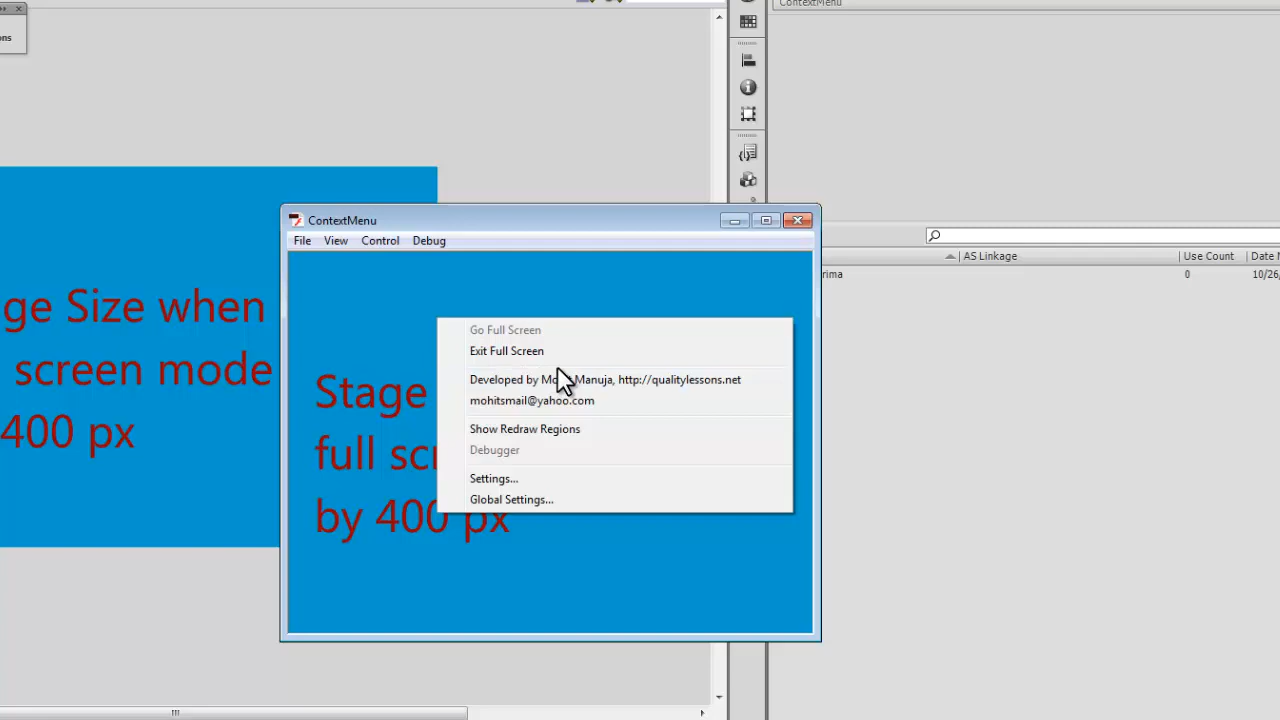 ContextMenu
ons
ContextMenu
File View Control Debug
AS Linkage Use Count Date
rima 0 10/26,
ge Size when
screen mode
400 px
Stage
full scr
by 400 px
Go Full Screen
Exit Full Screen
Developed by Manuja, http://qualitylessons.net
mohitsmail@yahoo.com
Show Redraw Regions
Debugger
Settings...
Global Settings...